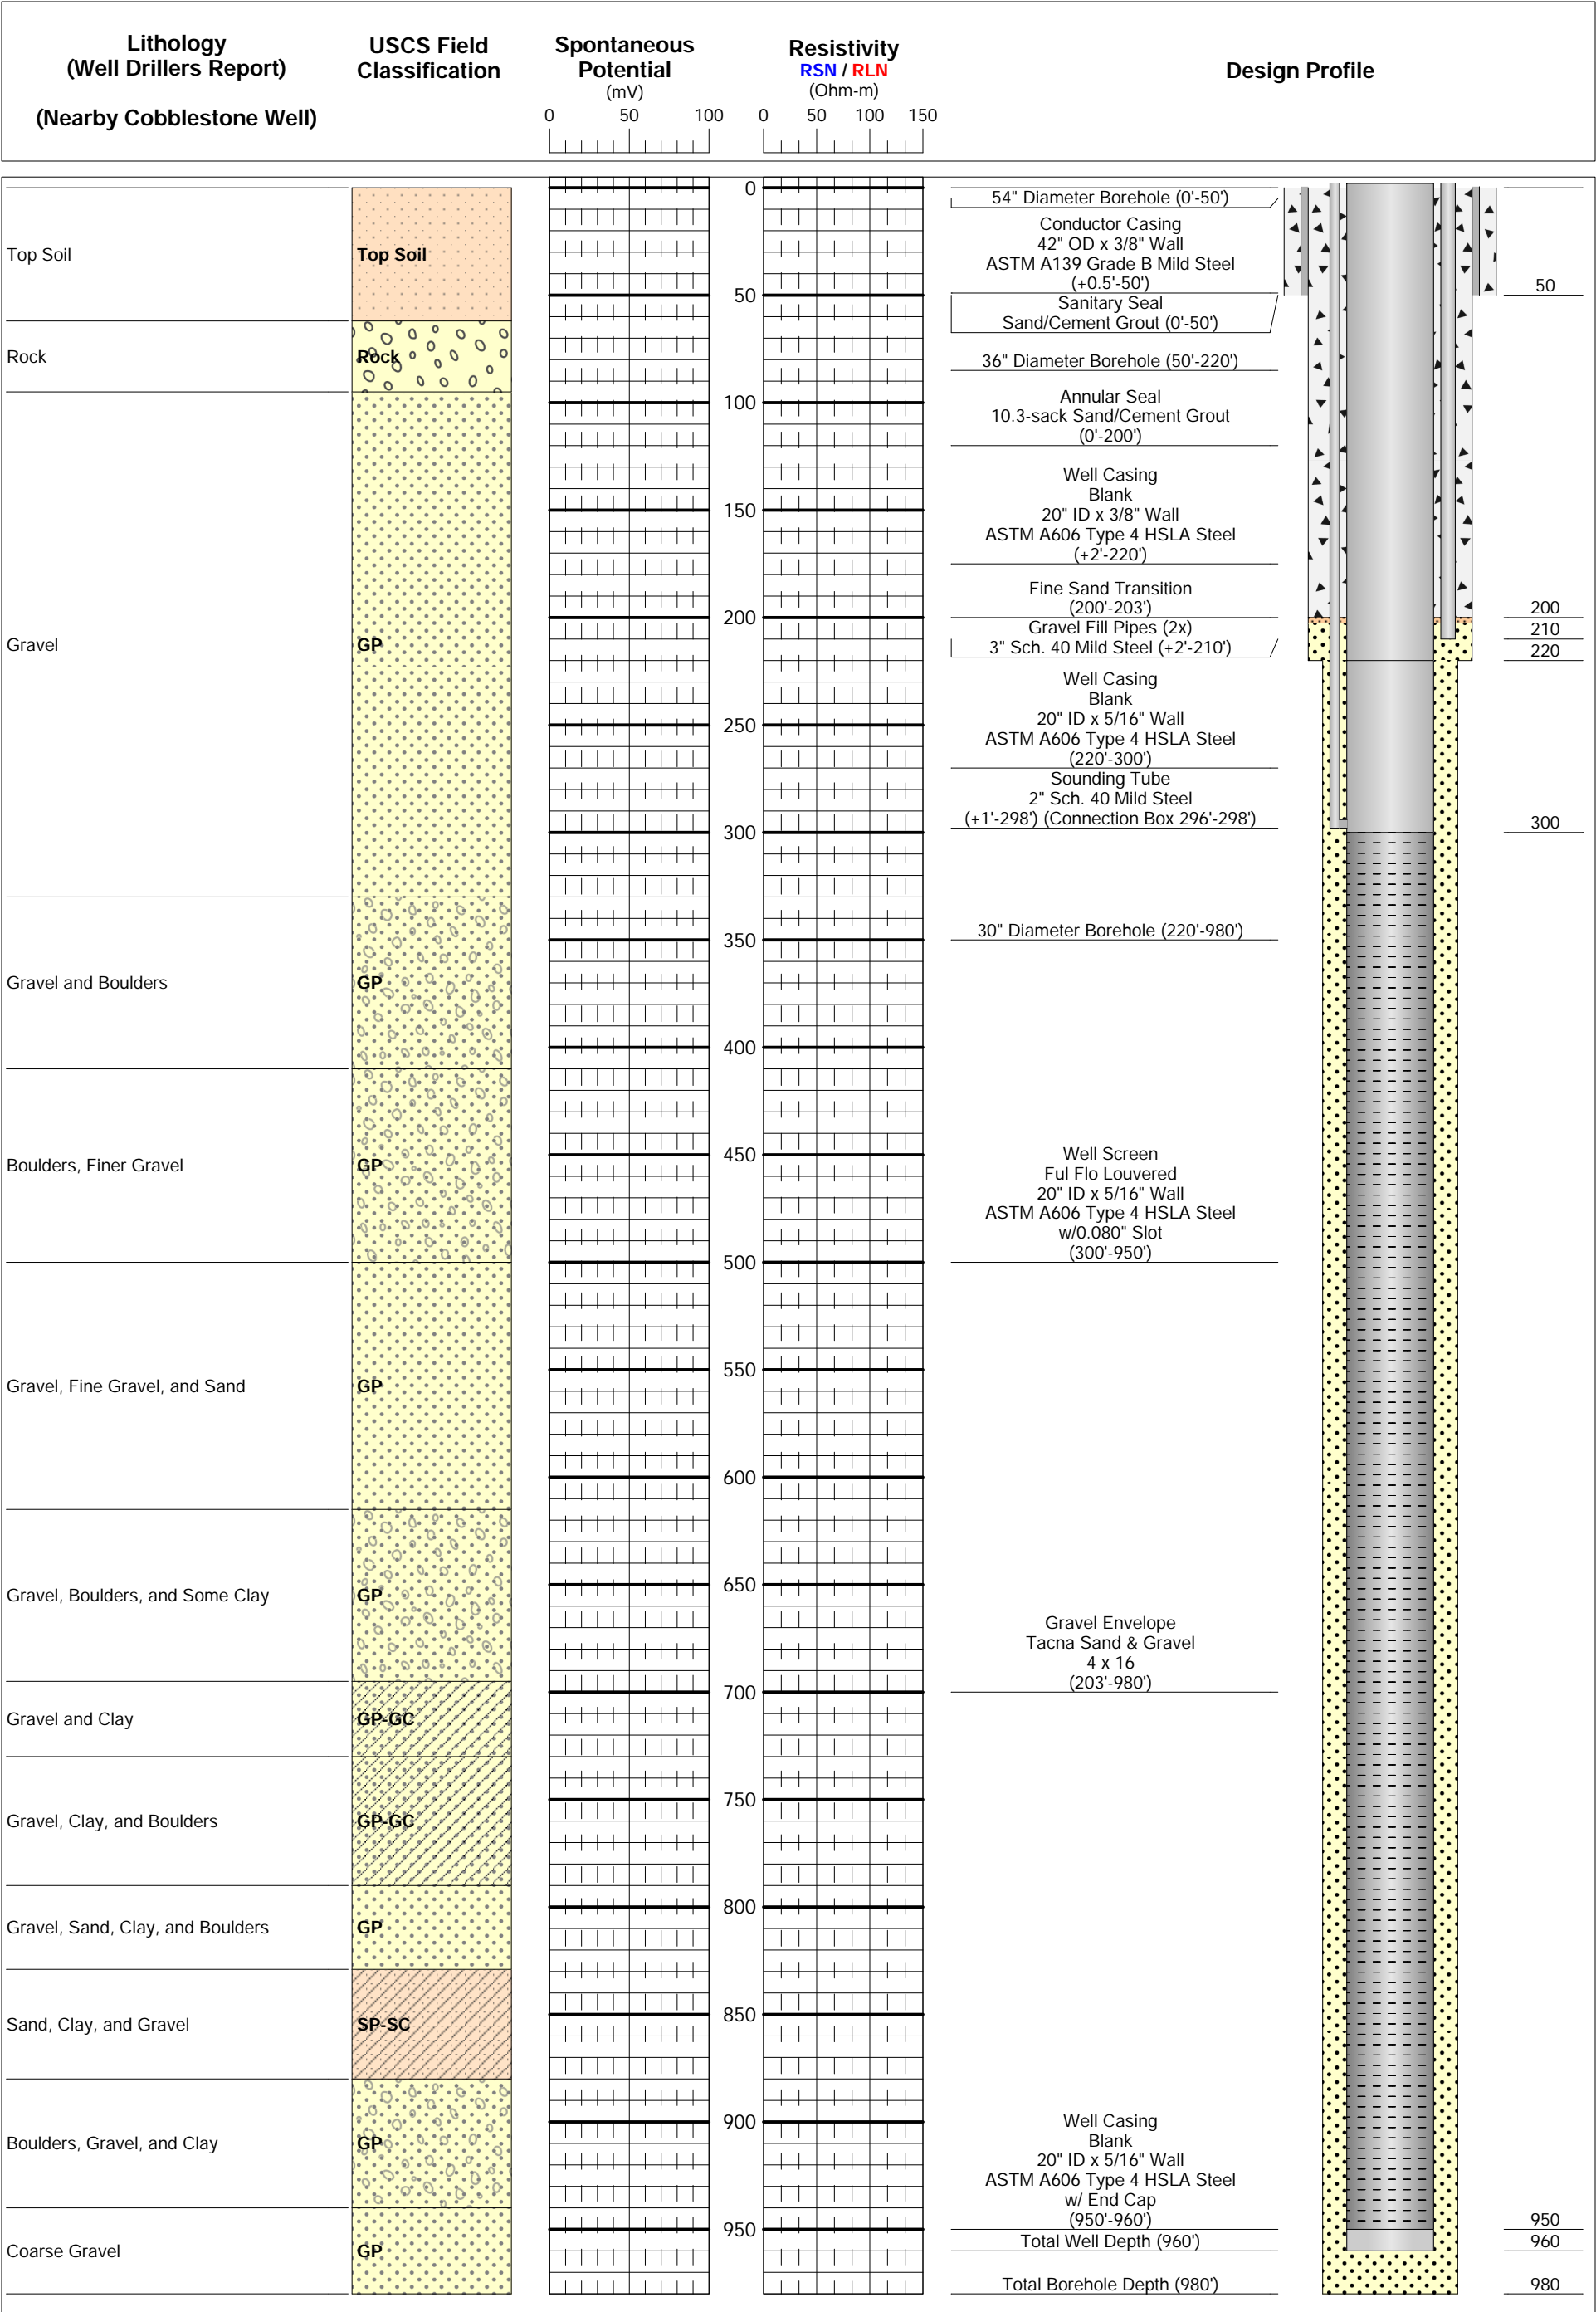 Lithology
(Well Drillers Report)
(Nearby Cobblestone Well)
USCS Field
Classification
Spontaneous
Potential
(mV)
0 50 100
Resistivity
RSN / RLN
(Ohm-m)
0 50 100 150
Design Profile
Top Soil
Rock
Gravel
Gravel and Boulders
Boulders, Finer Gravel
Gravel, Fine Gravel, and Sand
Gravel, Boulders, and Some Clay
Gravel and Clay
Gravel, Clay, and Boulders
Gravel, Sand, Clay, and Boulders
Sand, Clay, and Gravel
Boulders, Gravel, and Clay
Coarse Gravel
Top Soil
Rock
GP
GP
GP
GP
GP
GP-GC
GP-GC
GP
SP-SC
GP
GP
0
50
100
150
200
250
300
350
400
450
500
550
600
650
700
750
800
850
900
950
54" Diameter Borehole (0'-50')
Conductor Casing
42" OD x 3/8" Wall
ASTM A139 Grade B Mild Steel
(+0.5'-50')
Sanitary Seal
Sand/Cement Grout (0'-50')
36" Diameter Borehole (50'-220')
Annular Seal
10.3-sack Sand/Cement Grout
(0'-200')
Well Casing
Blank
20" ID x 3/8" Wall
ASTM A606 Type 4 HSLA Steel
(+2'-220')
Fine Sand Transition
(200'-203')
Gravel Fill Pipes (2x)
3" Sch. 40 Mild Steel (+2'-210')
Well Casing
Blank
20" ID x 5/16" Wall
ASTM A606 Type 4 HSLA Steel
(220'-300')
Sounding Tube
2" Sch. 40 Mild Steel
(+1'-298') (Connection Box 296'-298')
30" Diameter Borehole (220'-980')
Well Screen
Ful Flo Louvered
20" ID x 5/16" Wall
ASTM A606 Type 4 HSLA Steel
w/0.080" Slot
(300'-950')
Gravel Envelope
Tacna Sand & Gravel
4 x 16
(203'-980')
Well Casing
Blank
20" ID x 5/16" Wall
ASTM A606 Type 4 HSLA Steel
w/ End Cap
(950'-960')
Total Well Depth (960')
Total Borehole Depth (980')
50
200
210
220
300
950
960
980